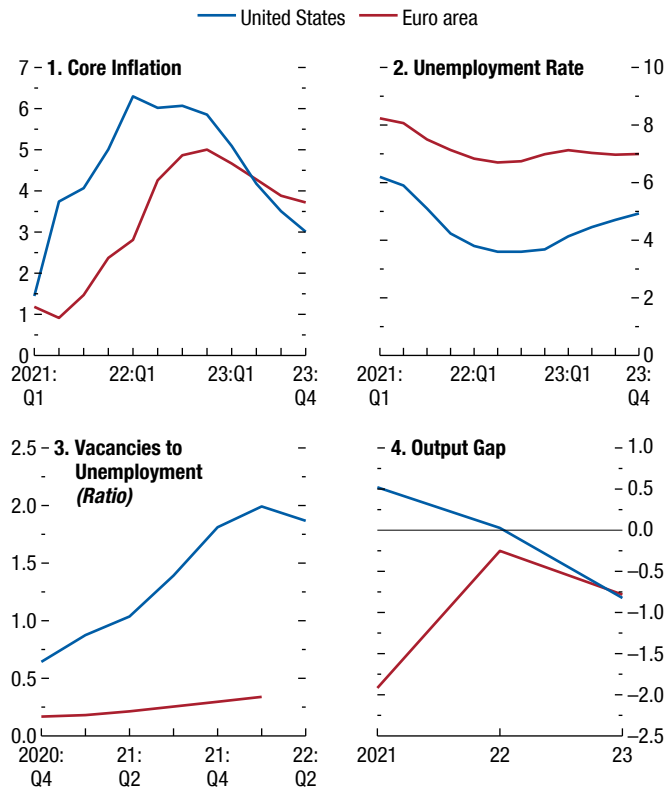 United States Euro area
1. Core Inflation
7
6
5
4
3
2
1
0
2021:
Q1
22:Q1
23:Q1
23:
Q4
2. Unemployment Rate
10
8
6
4
2
0
2021:
Q1
22:Q1
23:Q1
23:
Q4
3. Vacancies to
Unemployment
(Ratio)
2.5
2.0
1.5
1.0
0.5
0.0
2020:
Q4
21:
Q2
21:
Q4
22:
Q2
4. Output Gap
1.0
0.5
0.0
–0.5
–1.0
–1.5
–2.0
–2.5
2021
22
23